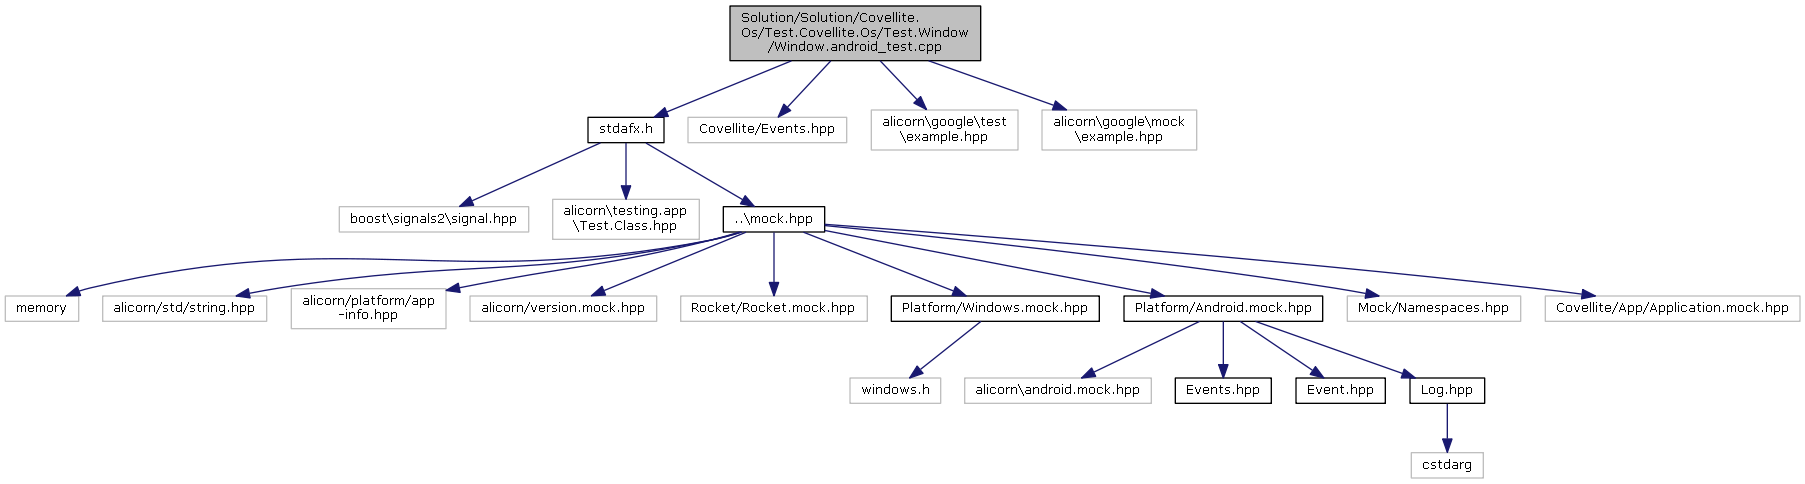 Solution/Solution/Covellite.
Os/Test.Covellite.Os/Test.Window
/Window.android_test.cpp
stdafx.h
Covellite/Events.hpp
alicorn\google\test
\example.hpp
alicorn\google\mock
\example.hpp
boost\signals2\signal.hpp
alicorn\testing.app
\Test.Class.hpp
..\mock.hpp
memory
alicorn/std/string.hpp
alicorn/platform/app
-info.hpp
alicorn/version.mock.hpp
Rocket/Rocket.mock.hpp
Platform/Windows.mock.hpp
Platform/Android.mock.hpp
Mock/Namespaces.hpp
Covellite/App/Application.mock.hpp
windows.h
alicorn\android.mock.hpp
Events.hpp
Event.hpp
Log.hpp
cstdarg